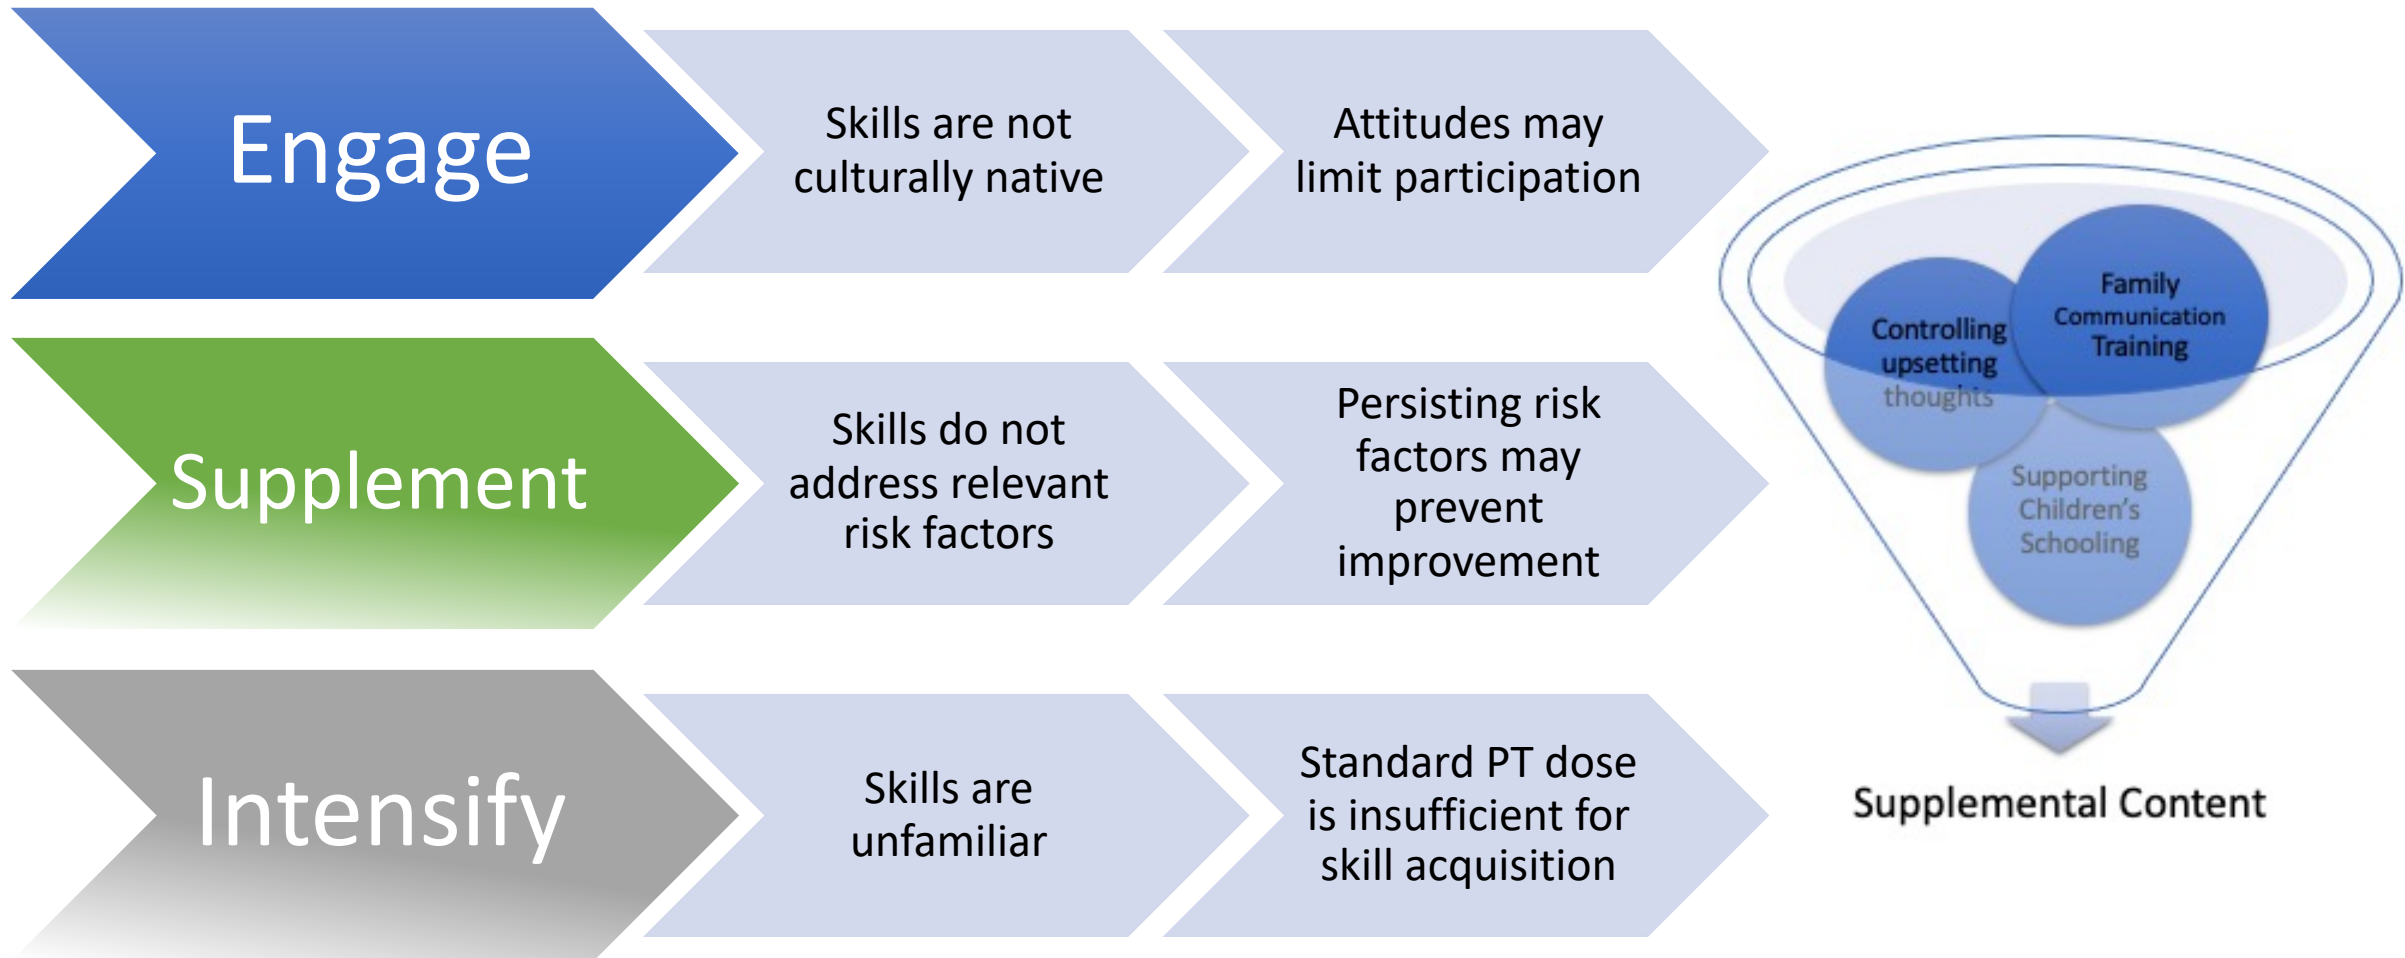 Engage
Skills are not
culturally native
Attitudes may
limit participation
Supplement
Skills do not
address relevant
risk factors
Persisting risk
factors may
prevent
improvement
Intensify
Skills are
unfamiliar
Standard PT dose
is insufficient for
skill acquisition
Controlling
upsetting
thoughts
Family
Communication
Training
Supporting
Children's
Schooling
Supplemental Content